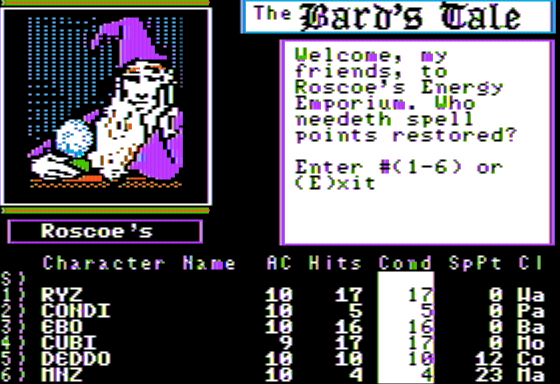 The Bard's Tale
Welcome, my
friends, to
Roscoe's Energy
Emporium. Who
needeth spell
points restored?
Enter #(1-6) or
(E)xit
Roscoe's
Character Name AC Hits Cond SpPt Cl
S)
1) RYZ 10 17 17 0 Wa
2) CONDI 10 5 5 0 Pa
3) EBO 10 16 16 0 Ba
4) CUBI 9 17 17 0 Mo
5) DEDDO 10 10 10 12 Co
6) MNZ 10 4 4 23 Ma